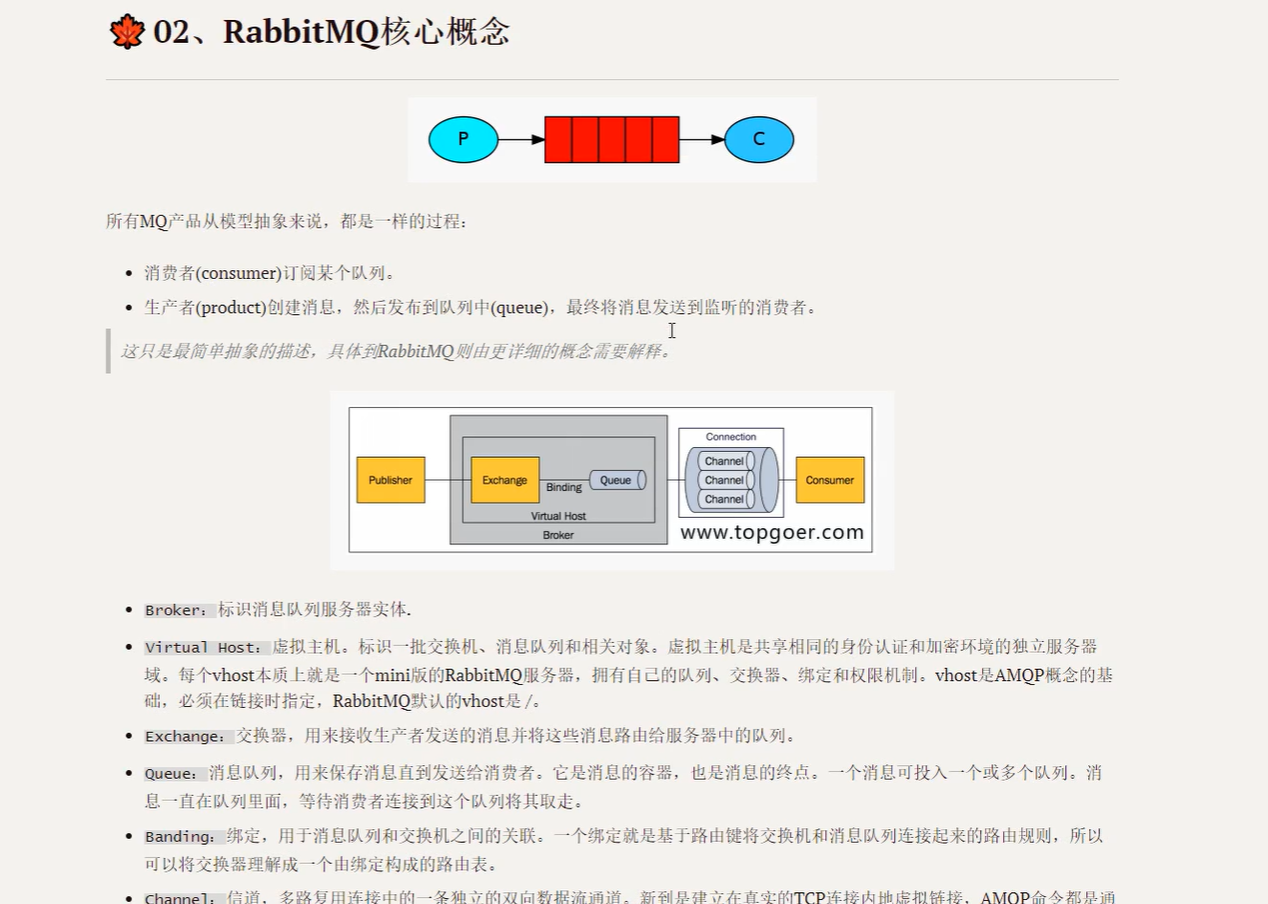 🍁 02、RabbitMQ核心概念
P
C
所有MQ产品从模型抽象来说，都是一样的过程：
• 消费者(consumer)订阅某个队列。
• 生产者(product)创建消息，然后发布到队列中(queue)，最终将消息发送到监听的消费者。
这只是最简单抽象的描述，具体到RabbitMQ则由更详细的概念需要解释。
Connection
Channel
Publisher
Exchange
Binding
Queue
Channel
Consumer
Channel
Virtual Host
Broker
www.topgoer.com
• Broker：标识消息队列服务器实体.
• Virtual Host：虚拟主机。标识一批交换机、消息队列和相关对象。虚拟主机是共享相同的身份认证和加密环境的独立服务器
域。每个vhost本质上就是一个mini版的RabbitMQ服务器，拥有自己的队列、交换器、绑定和权限机制。vhost是AMQP概念的基
础，必须在链接时指定，RabbitMQ默认的vhost是 /。
• Exchange：交换器，用来接收生产者发送的消息并将这些消息路由给服务器中的队列。
• Queue：消息队列，用来保存消息直到发送给消费者。它是消息的容器，也是消息的终点。一个消息可投入一个或多个队列。消
息一直在队列里面，等待消费者连接到这个队列将其取走。
• Banding：绑定，用于消息队列和交换机之间的关联。一个绑定就是基于路由键将交换机和消息队列连接起来的路由规则，所以
可以将交换器理解成一个由绑定构成的路由表。
• Channel：信道，多路复用连接中的一条独立的双向数据流通道。新到是建立在真实的TCP连接内地虚拟链接，AMQP命令都是通